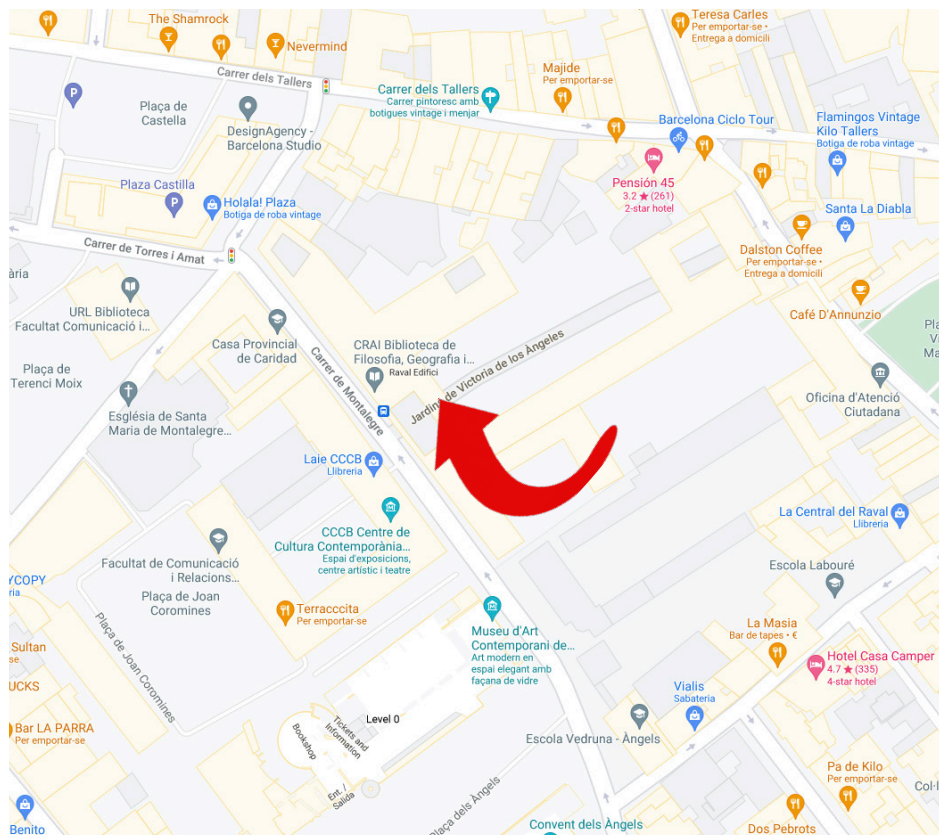 The Shamrock
Nevermind
Teresa Carles
Per emportar-se •
Entrega a domicili
Carrer dels Tallers
Majide
Per emportar-se
Carrer dels Tallers
Carrer pintoresc amb
botigues vintage i menjar
P
Plaça de
Castella
DesignAgency -
Barcelona Studio
Barcelona Ciclo Tour
Flamingos Vintage
Kilo Tallers
Botiga de roba vintage
Plaza Castilla
P
Holala! Plaza
Botiga de roba vintage
Pensión 45
3.2 ★ (261)
2-star hotel
Santa La Diabla
Carrer de Torres i Amat
Dalston Coffee
Per emportar-se •
Entrega a domicili
ària
URL Biblioteca
Facultat Comunicació i...
Café D'Annunzio
Pla
V
Ma
Casa Provincial
de Caridad
CRAI Biblioteca de
Filosofia, Geografia i...
Raval Edifici
Carrer de Montalegre
Jardins de Victoria de los Àngeles
Plaça de
Terenci Moix
Oficina d'Atenció
Ciutadana
Església de Santa
Maria de Montalegre...
Laie CCCB
Llibreria
La Central del Raval
Llibreria
CCCB Centre de
Cultura Contemporània...
Espai d'exposicions,
centre artístic i teatre
Facultat de Comunicació
i Relacions...
Escola Labouré
YCOPY
ria
Plaça de Joan
Coromines
Terracccita
Per emportar-se
Plaça de Joan Coromines
Museu d'Art
Contemporani de...
Art modern en
espai elegant amb
façana de vidre
La Masia
Bar de tapes • €
Sultan
se
Hotel Casa Camper
4.7 ★ (335)
4-star hotel
UCKS
Vialis
Sabateria
Level 0
Tickets and
Information
Bookshop
Bar LA PARRA
Per emportar-se
Escola Vedruna - Àngels
Ent. /
Salida
Pa de Kilo
Per emportar-se
Col·l
laça dels Àngels
Benito
Convent dels Àngels
Dos Pebrots